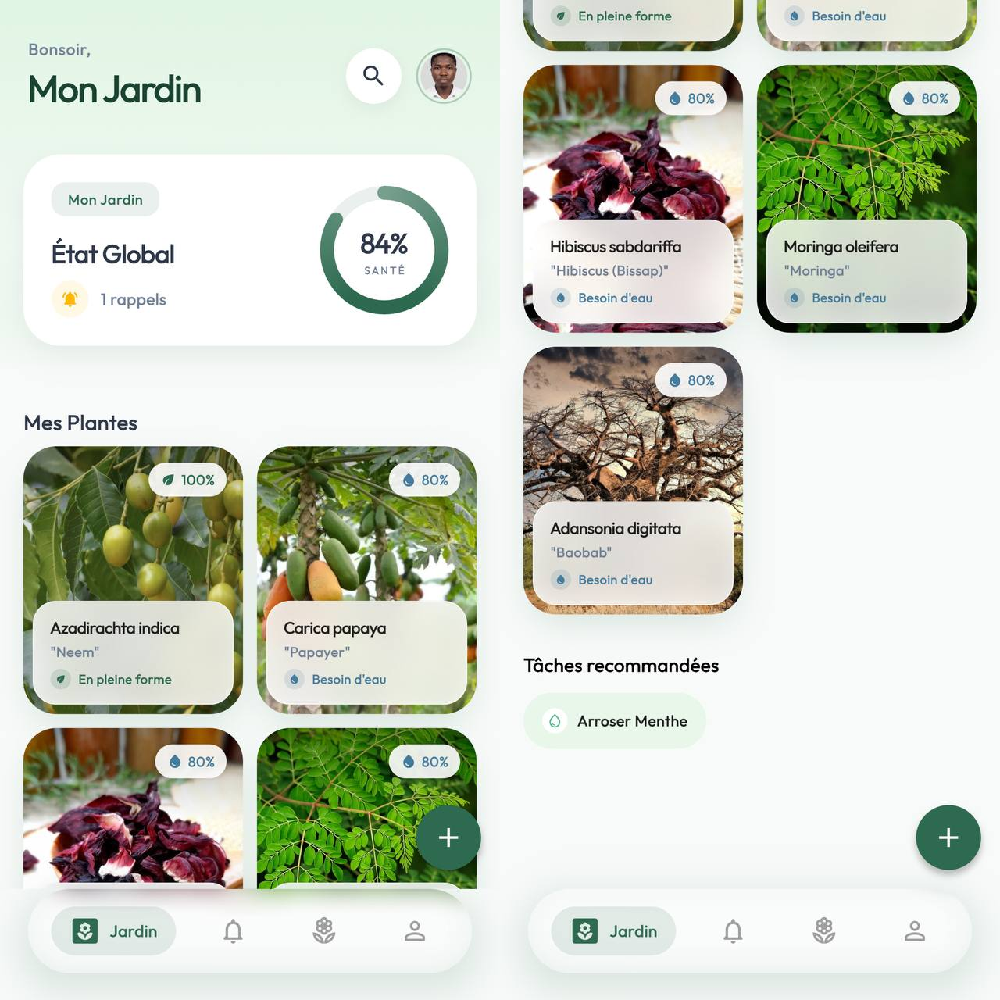 Bonsoir,
Mon Jardin
Mon Jardin
État Global
1 rappels
84%
SANTÉ
Mes Plantes
100%
Azadirachta indica
"Neem"
En pleine forme
80%
Carica papaya
"Papayer"
Besoin d'eau
80%
80%
Jardin
En pleine forme
Besoin d'eau
80%
Hibiscus sabdariffa
"Hibiscus (Bissap)"
Besoin d'eau
80%
Moringa oleifera
"Moringa"
Besoin d'eau
80%
Adansonia digitata
"Baobab"
Besoin d'eau
Tâches recommandées
Arroser Menthe
Jardin